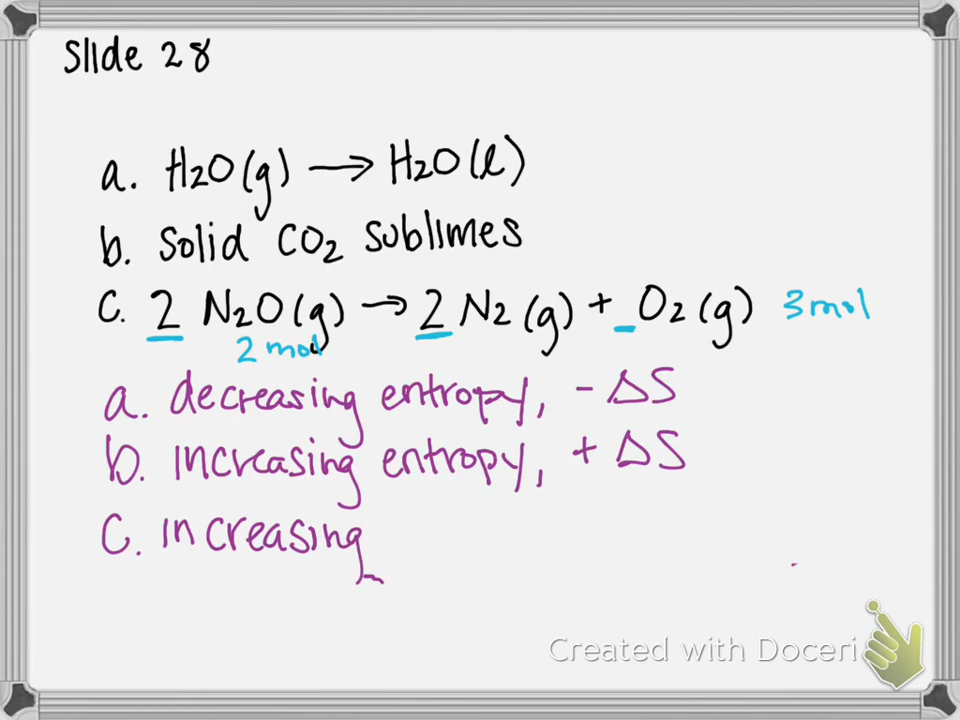 Slide 28
a. H2O(g) → H2O(l)
b. Solid CO2 sublimes
C. 2 N2O(g) → 2 N2(g) + _O2(g) 3 mol
2 mol
a. decreasing entropy, - ΔS
b. increasing entropy, + ΔS
C. increasing
Created with Doceri